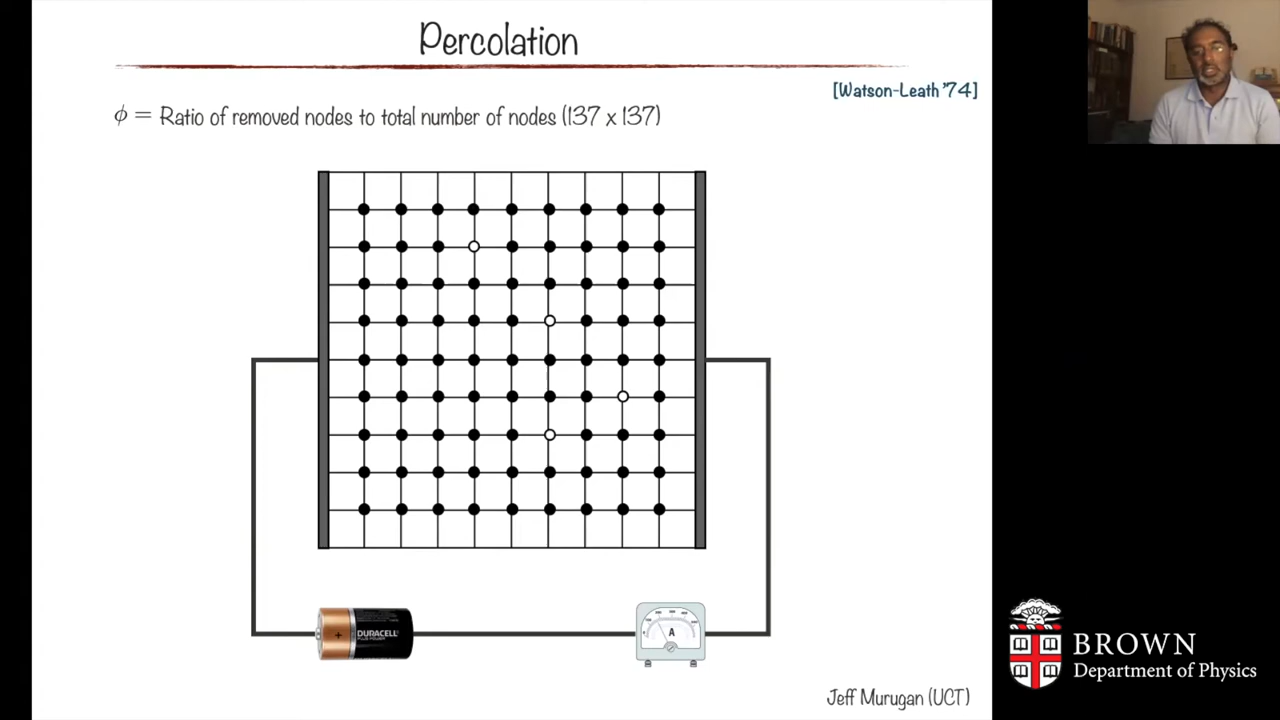 Percolation
[Watson-Leath '74]
ϕ = Ratio of removed nodes to total number of nodes (137 x 137)
+ DURACELL
A
Jeff Murugan (UCT)
BROWN
Department of Physics